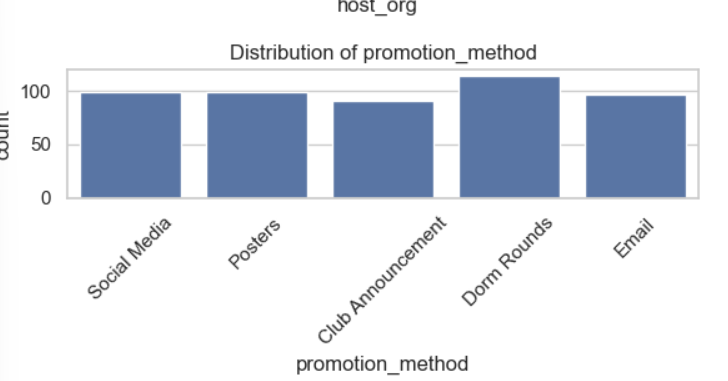 host_org
Distribution of promotion_method
count
100
50
0
Social Media
Posters
Club Announcement
Dorm Rounds
Email
promotion_method